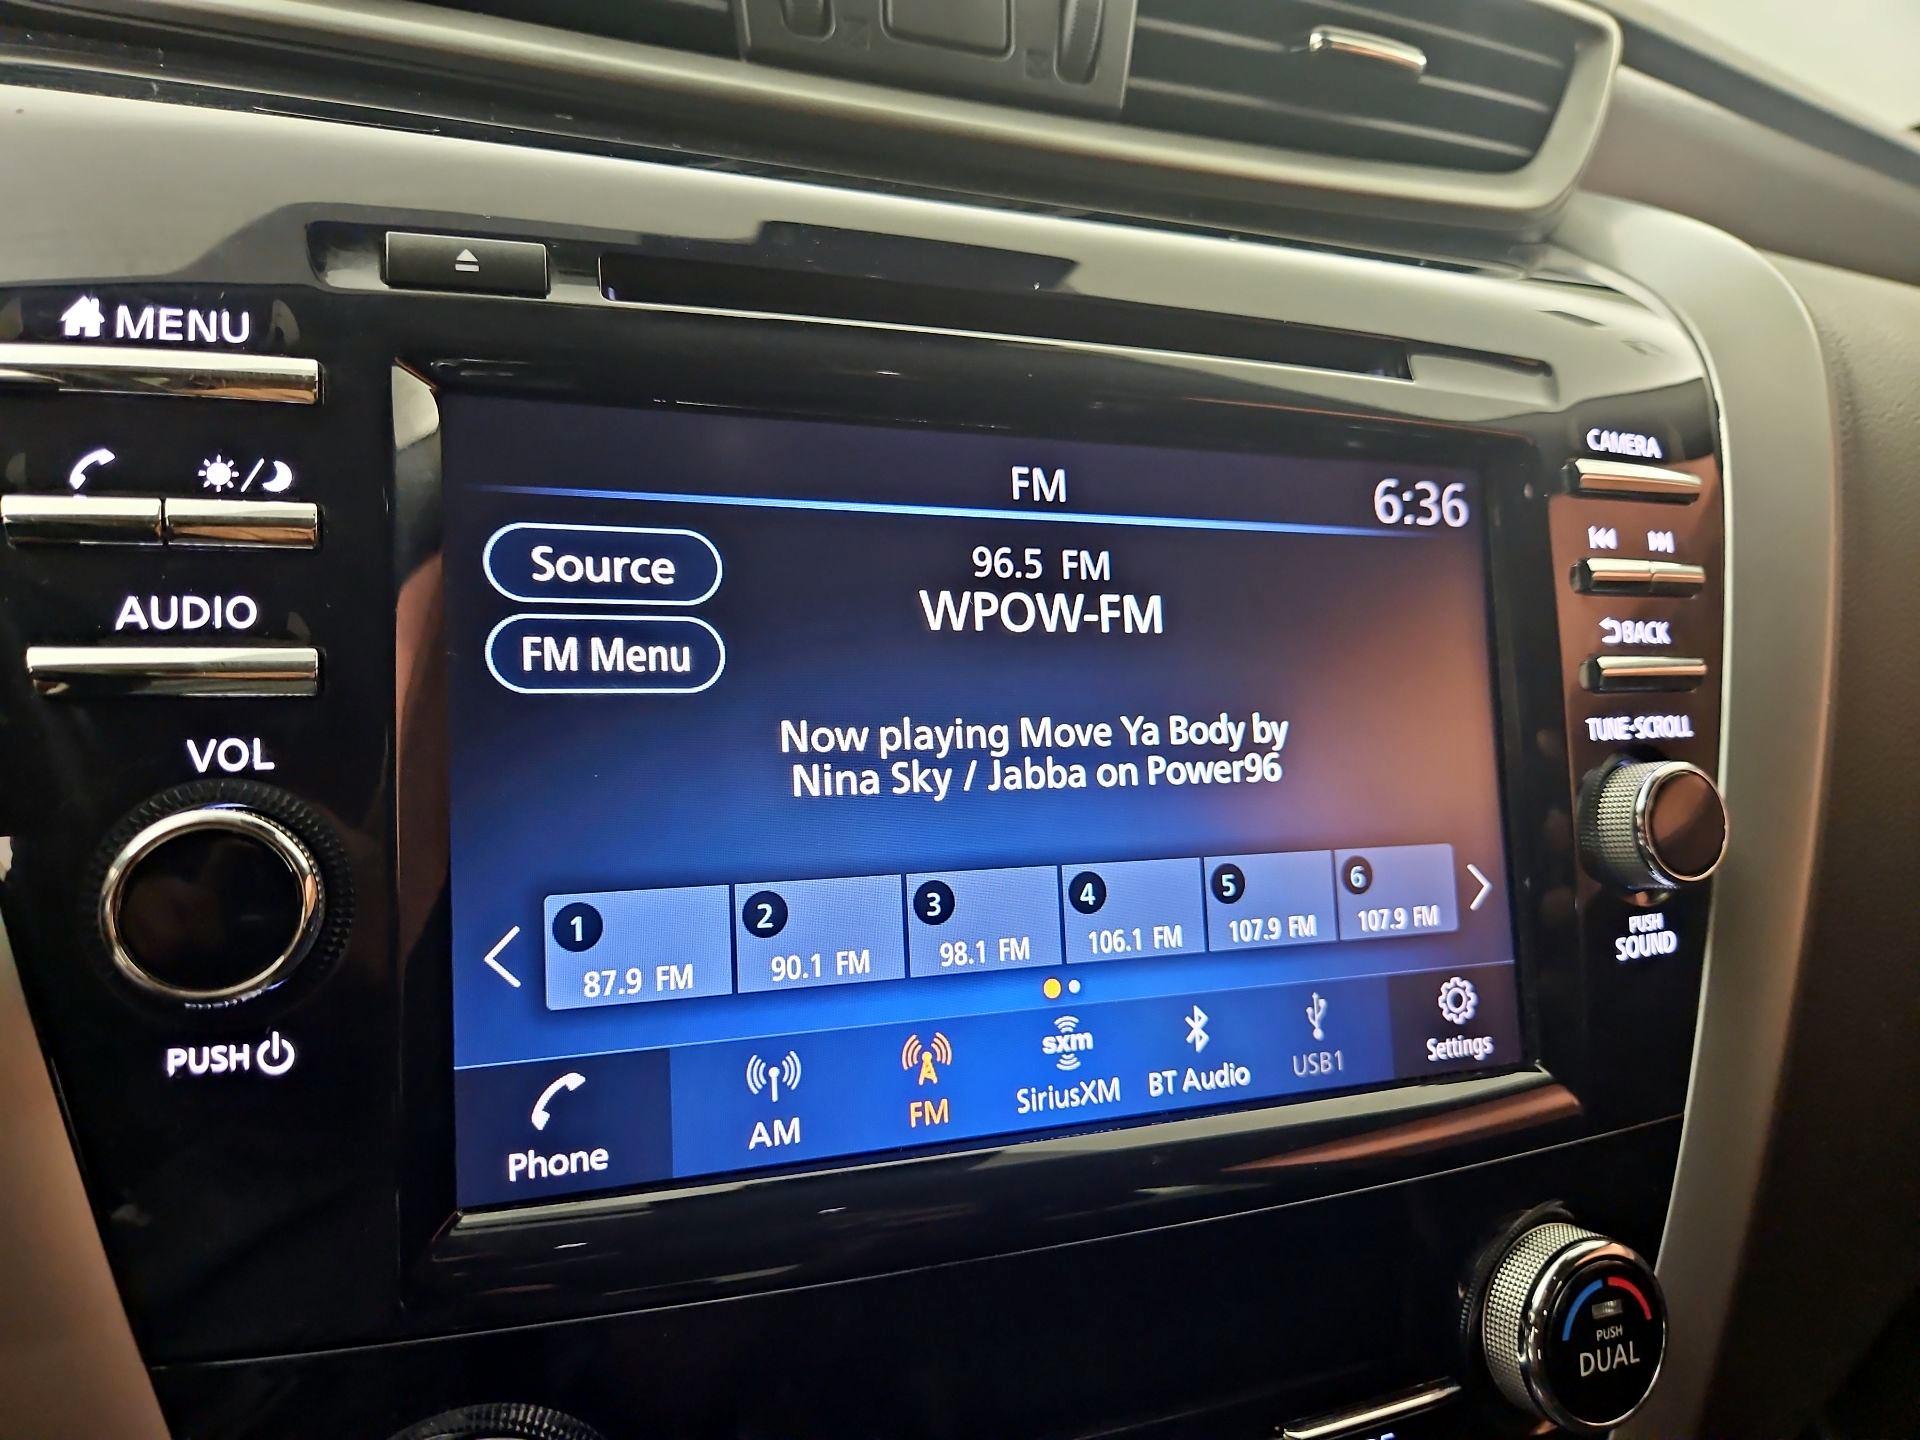 MENU
AUDIO
VOL
PUSH
FM
6:36
Source
FM Menu
96.5 FM
WPOW-FM
Now playing Move Ya Body by
Nina Sky / Jabba on Power96
1
87.9 FM
2
90.1 FM
3
98.1 FM
4
106.1 FM
5
107.9 FM
6
107.9 FM
Phone
AM
FM
sxm
SiriusXM
BT Audio
USB1
Settings
CAMERA
BACK
TUNE·SCROLL
PUSH
SOUND
PUSH
DUAL